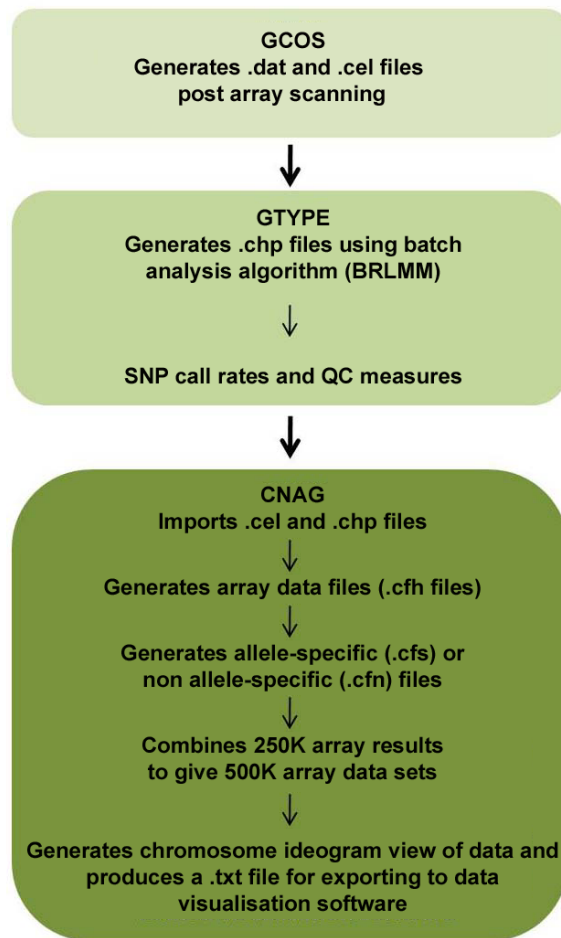 GCOS
Generates .dat and .cel files
post array scanning
GTYPE
Generates .chp files using batch
analysis algorithm (BRLMM)
SNP call rates and QC measures
CNAG
Imports .cel and .chp files
Generates array data files (.cfh files)
Generates allele-specific (.cfs) or
non allele-specific (.cfn) files
Combines 250K array results
to give 500K array data sets
Generates chromosome ideogram view of data and
produces a .txt file for exporting to data
visualisation software